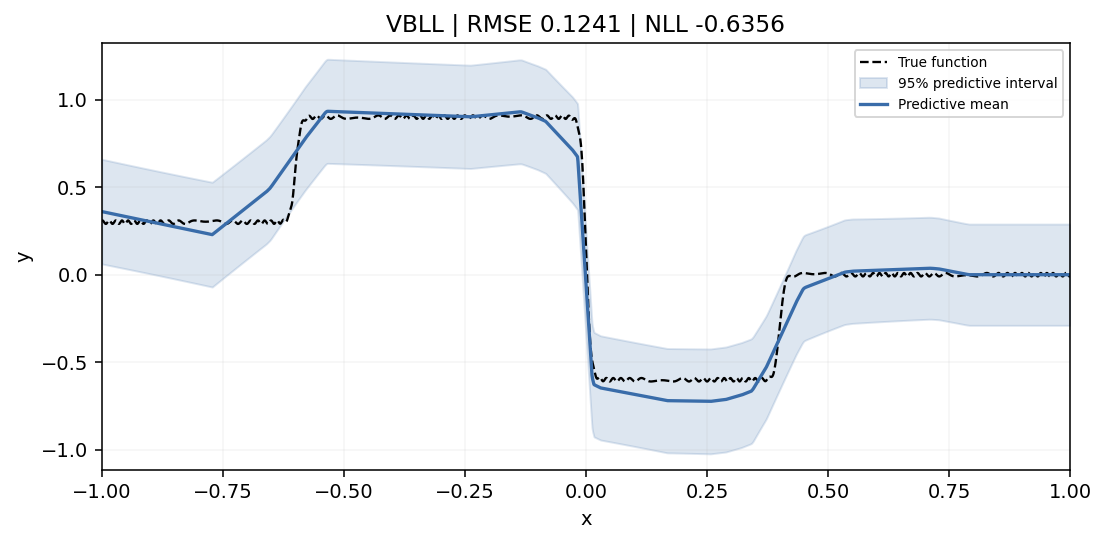 VBLL | RMSE 0.1241 | NLL -0.6356
True function
95% predictive interval
Predictive mean
y
1.0
0.5
0.0
−0.5
−1.0
−1.00 −0.75 −0.50 −0.25 0.00 0.25 0.50 0.75 1.00
x